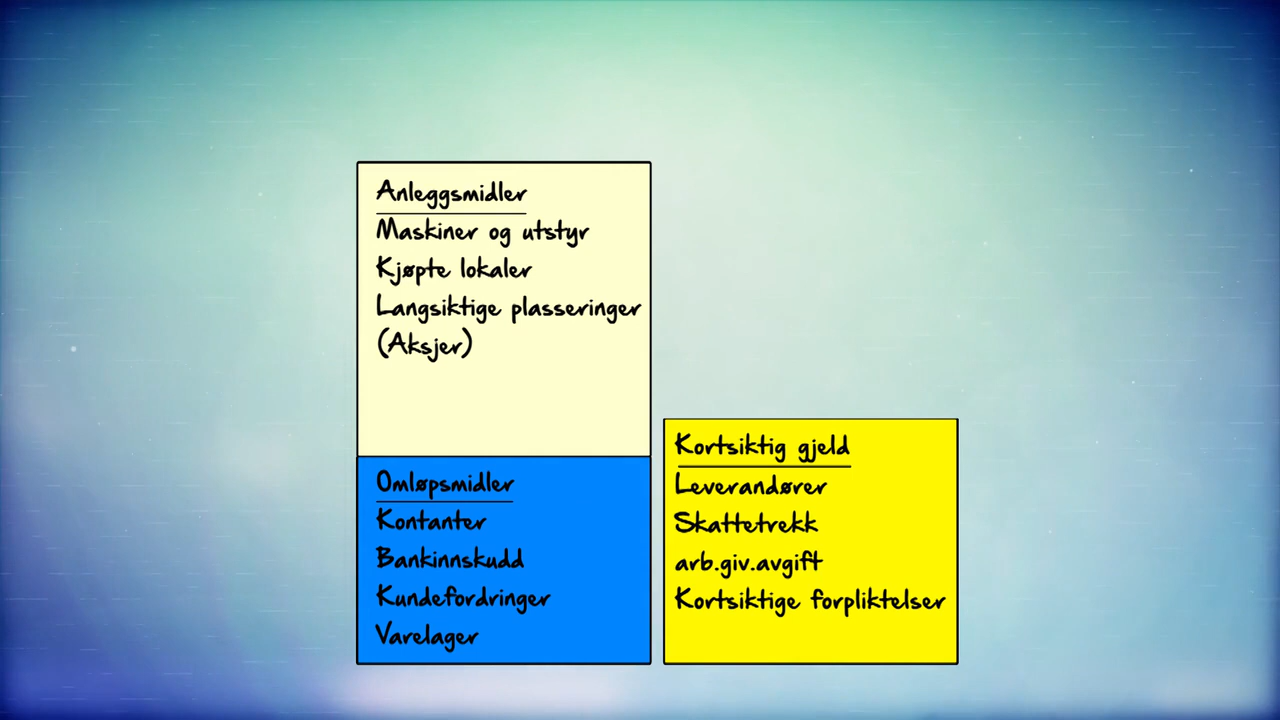 Anleggsmidler
Maskiner og utstyr
Kjøpte lokaler
Langsiktige plasseringer
(Aksjer)
Omløpsmidler
Kontanter
Bankinnskudd
Kundefordringer
Varelager
Kortsiktig gjeld
Leverandører
Skattetrekk
arb.giv.avgift
Kortsiktige forpliktelser